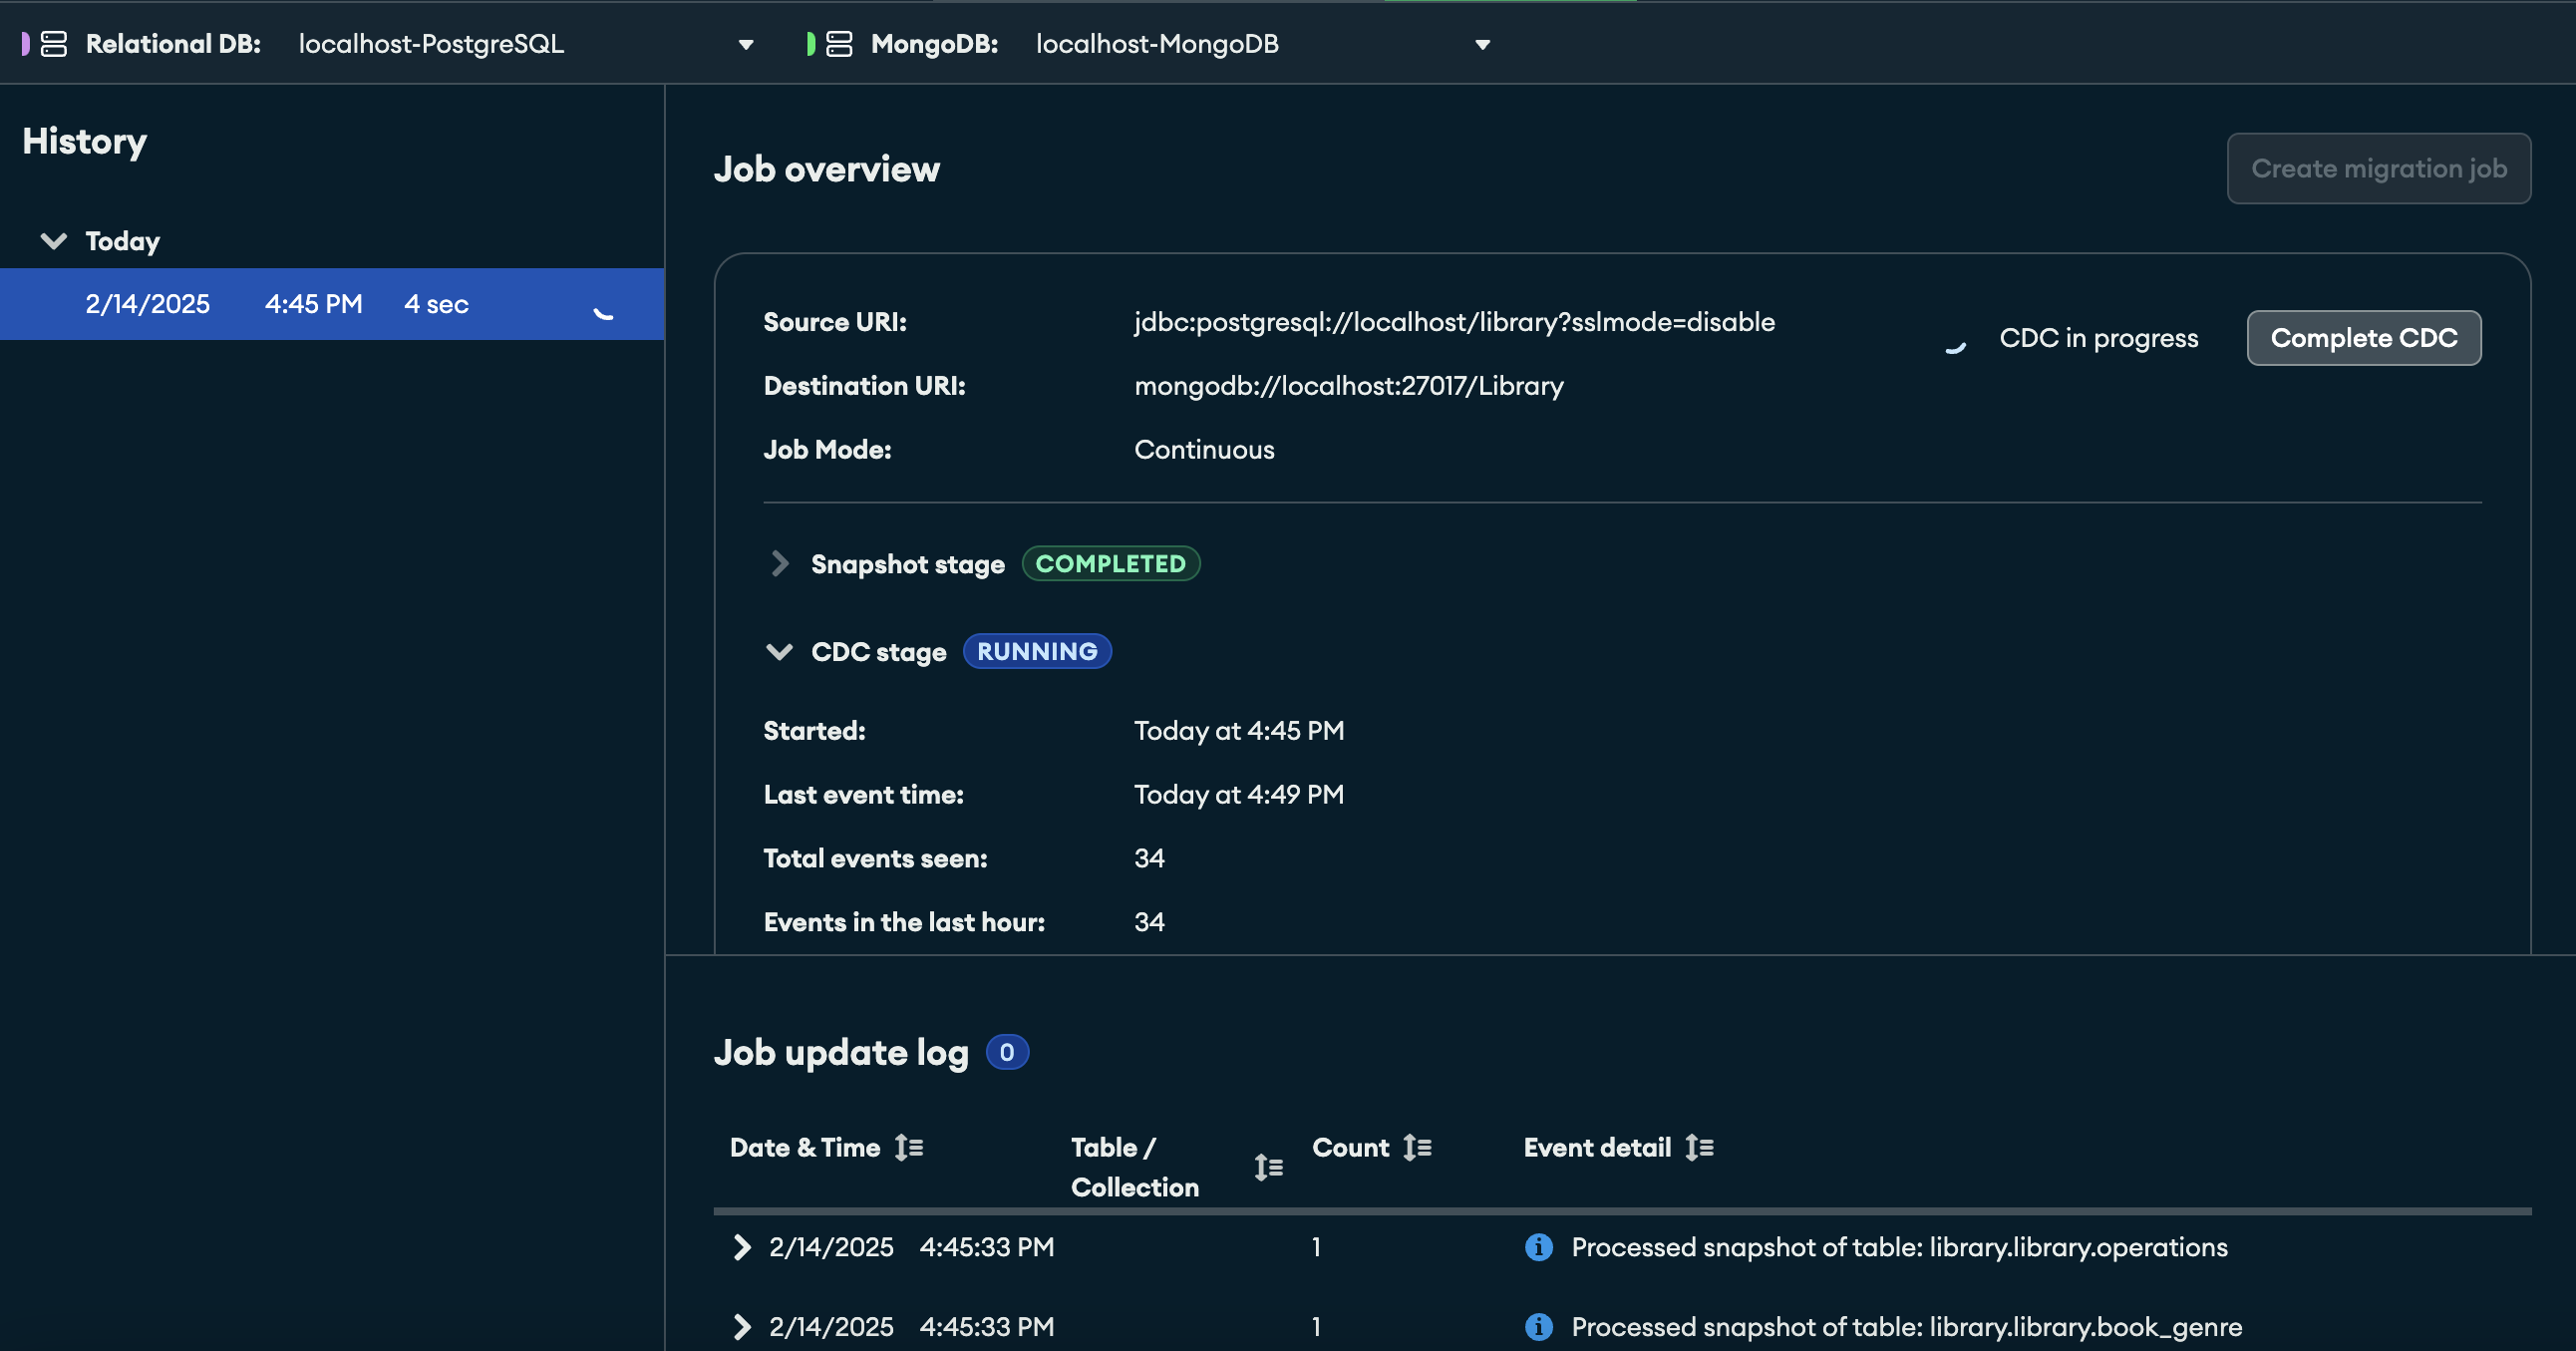 Relational DB: localhost-PostgreSQL MongoDB: localhost-MongoDB
History
Today
2/14/2025 4:45 PM 4 sec
Job overview
Create migration job
Source URI: jdbc:postgresql://localhost/library?sslmode=disable
CDC in progress
Complete CDC
Destination URI: mongodb://localhost:27017/Library
Job Mode: Continuous
Snapshot stage COMPLETED
CDC stage RUNNING
Started: Today at 4:45 PM
Last event time: Today at 4:49 PM
Total events seen: 34
Events in the last hour: 34
Job update log 0
Date & Time Table / Collection Count Event detail
2/14/2025 4:45:33 PM 1 Processed snapshot of table: library.library.operations
2/14/2025 4:45:33 PM 1 Processed snapshot of table: library.library.book_genre